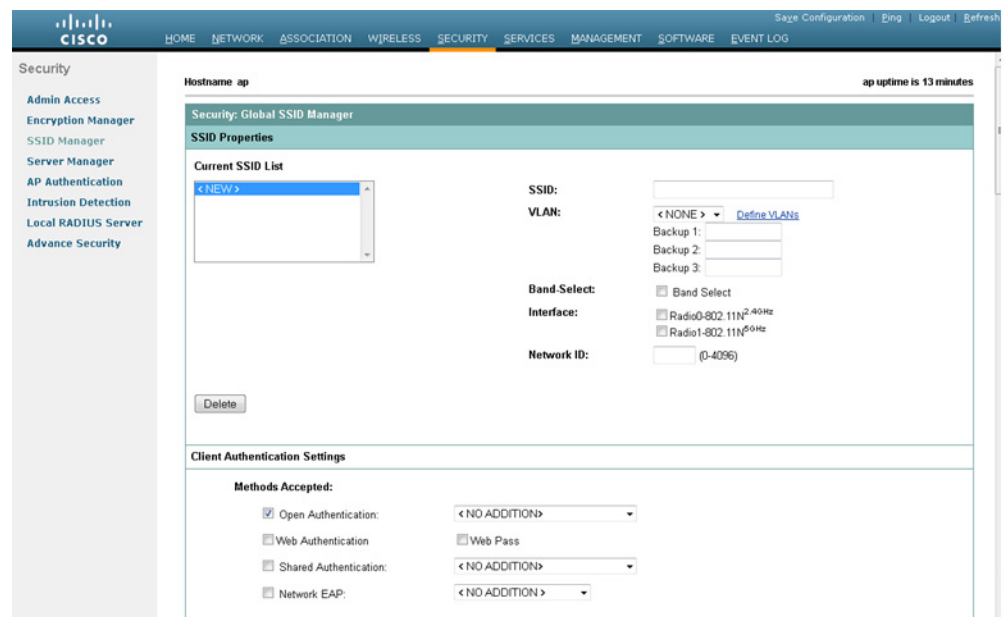 Save Configuration | Ping | Logout | Refresh
CISCO
HOME NETWORK ASSOCIATION WIRELESS SECURITY SERVICES MANAGEMENT SOFTWARE EVENT LOG
Security
Admin Access
Encryption Manager
SSID Manager
Server Manager
AP Authentication
Intrusion Detection
Local RADIUS Server
Advance Security
Hostname ap
ap uptime is 13 minutes
Security: Global SSID Manager
SSID Properties
Current SSID List
< NEW >
SSID:
VLAN:
< NONE > Define VLANs
Backup 1:
Backup 2:
Backup 3:
Band-Select:
Band Select
Interface:
Radio0-802.11N2.4GHz
Radio1-802.11N5GHz
Network ID:
(0-4096)
Delete
Client Authentication Settings
Methods Accepted:
Open Authentication: < NO ADDITION>
Web Authentication Web Pass
Shared Authentication: < NO ADDITION>
Network EAP: < NO ADDITION >